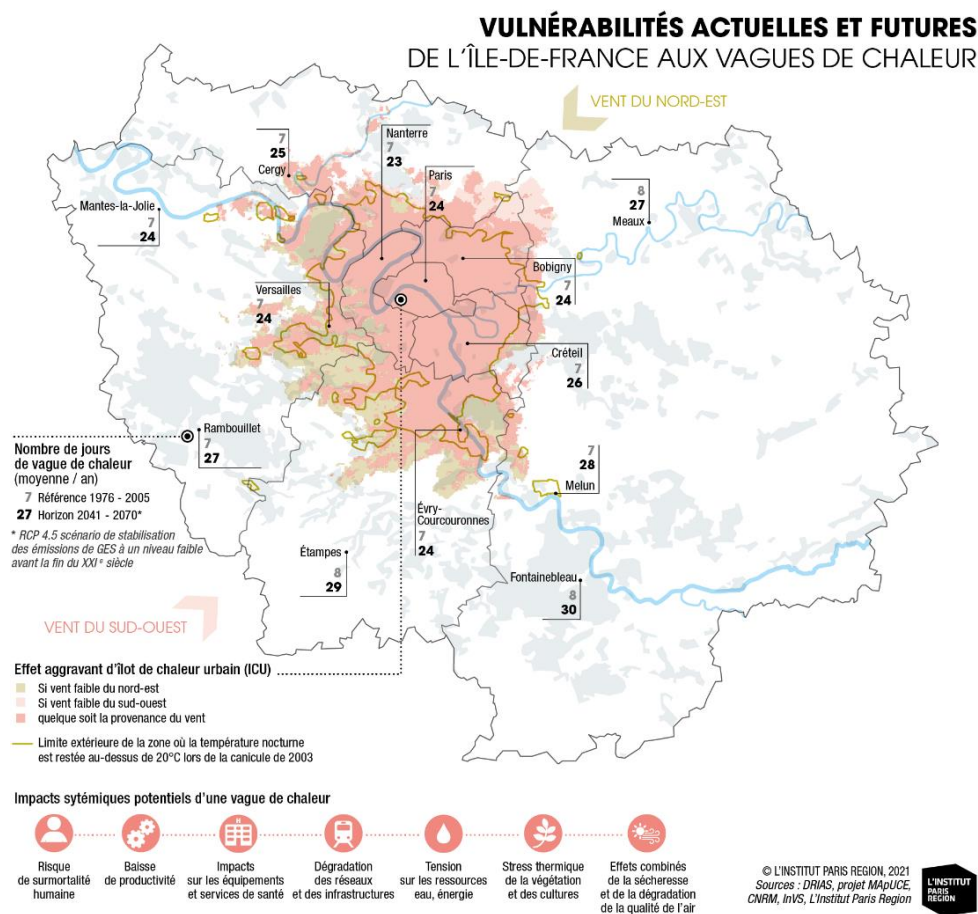 VULNÉRABILITÉS ACTUELLES ET FUTURES
DE L'ÎLE-DE-FRANCE AUX VAGUES DE CHALEUR
VENT DU NORD-EST
7
25
Cergy
Nanterre
7
23
Paris
7
24
8
27
Meaux
Mantes-la-Jolie
7
24
Bobigny
7
24
Versailles
7
24
Créteil
7
26
Rambouillet
7
27
7
28
Melun
Évry-
Courcouronnes
7
24
Étampes
8
29
Fontainebleau
8
30
Nombre de jours
de vague de chaleur
(moyenne / an)
7 Référence 1976 - 2005
27 Horizon 2041 - 2070*
* RCP 4.5 scénario de stabilisation
des émissions de GES à un niveau faible
avant la fin du XXIe siècle
VENT DU SUD-OUEST
Effet aggravant d'îlot de chaleur urbain (ICU)
Si vent faible du nord-est
Si vent faible du sud-ouest
quelque soit la provenance du vent
Limite extérieure de la zone où la température nocturne
est restée au-dessus de 20°C lors de la canicule de 2003
Impacts sytémiques potentiels d'une vague de chaleur
Risque
de surmortalité
humaine
Baisse
de productivité
Impacts
sur les équipements
et services de santé
Dégradation
des réseaux
et des infrastructures
Tension
sur les ressources
eau, énergie
Stress thermique
de la végétation
et des cultures
Effets combinés
de la sécheresse
et de la dégradation
de la qualité de l'air
© L'INSTITUT PARIS REGION, 2021
Sources : DRIAS, projet MApUCE,
CNRM, InVS, L'Institut Paris Region
L'INSTITUT
PARIS
REGION